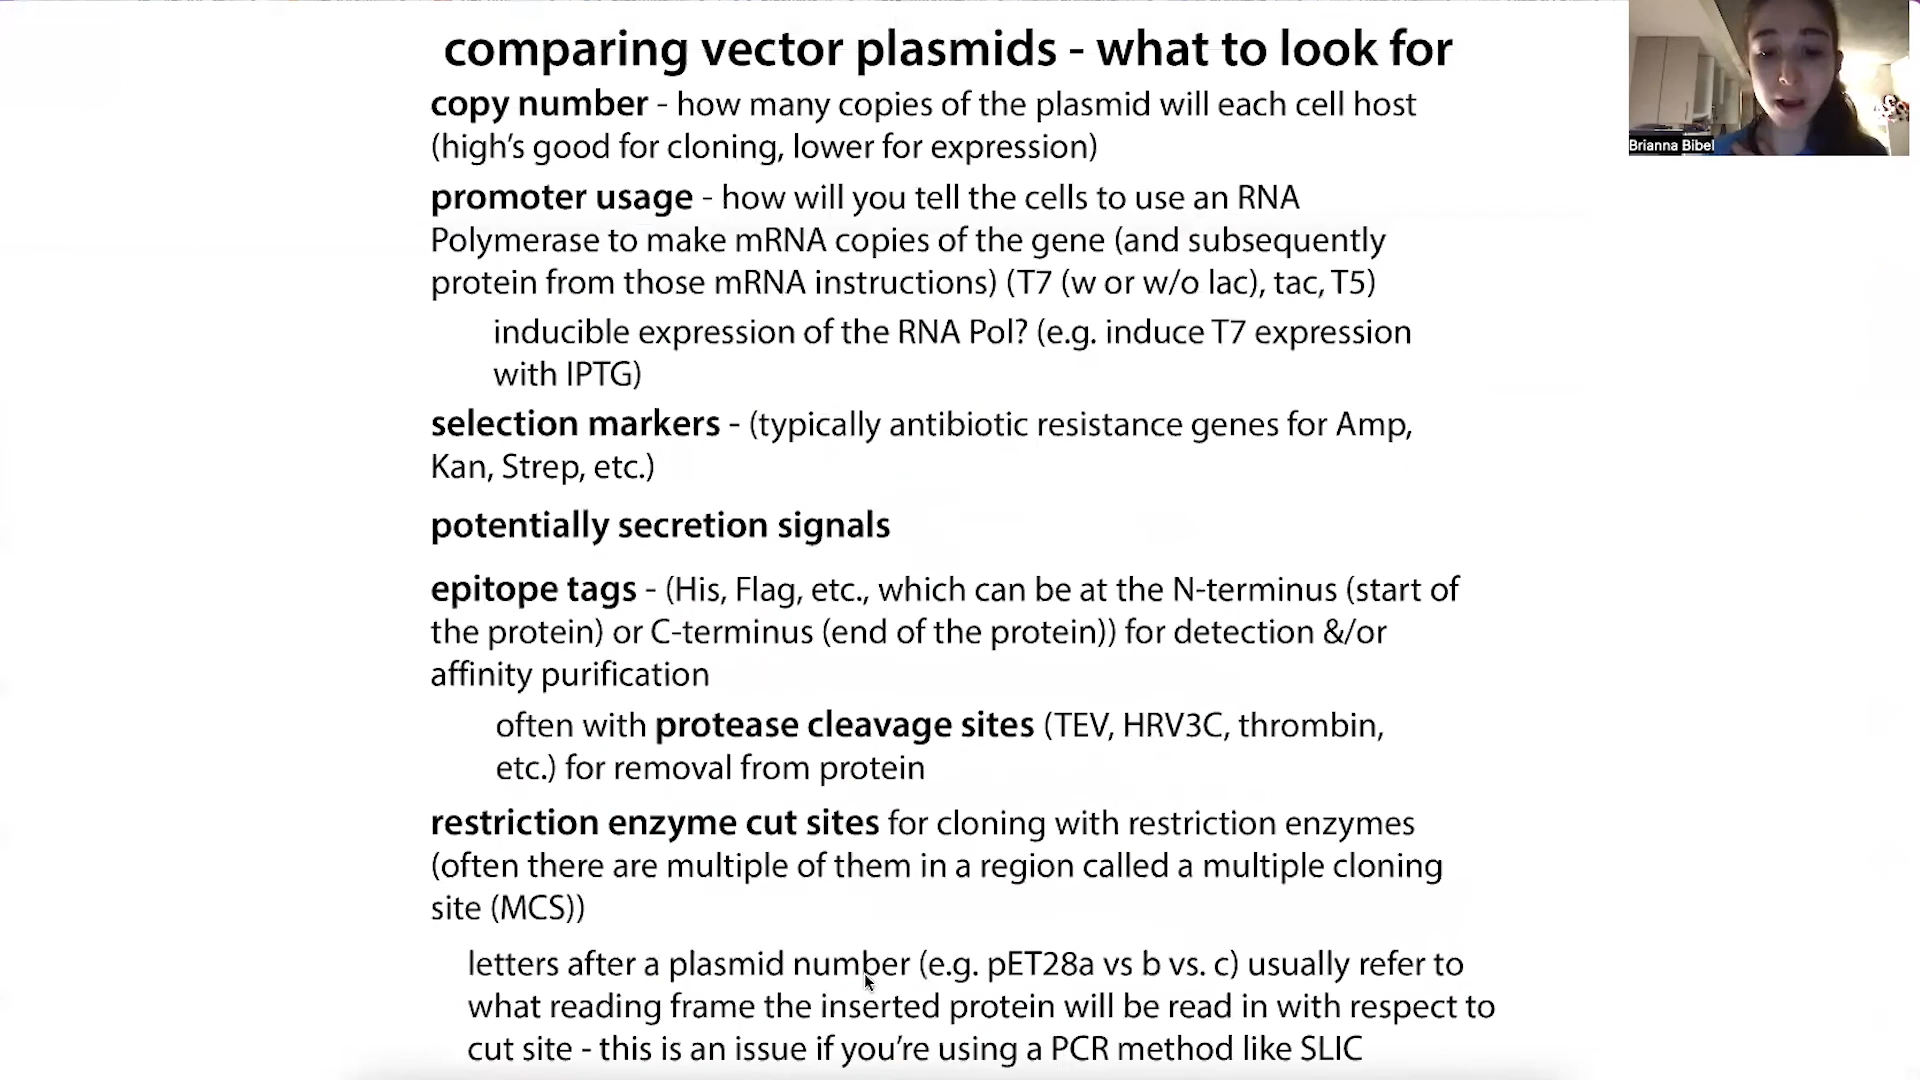 comparing vector plasmids - what to look for
copy number - how many copies of the plasmid will each cell host
(high's good for cloning, lower for expression)
promoter usage - how will you tell the cells to use an RNA
Polymerase to make mRNA copies of the gene (and subsequently
protein from those mRNA instructions) (T7 (w or w/o lac), tac, T5)
inducible expression of the RNA Pol? (e.g. induce T7 expression
with IPTG)
selection markers - (typically antibiotic resistance genes for Amp,
Kan, Strep, etc.)
potentially secretion signals
epitope tags - (His, Flag, etc., which can be at the N-terminus (start of
the protein) or C-terminus (end of the protein)) for detection &/or
affinity purification
often with protease cleavage sites (TEV, HRV3C, thrombin,
etc.) for removal from protein
restriction enzyme cut sites for cloning with restriction enzymes
(often there are multiple of them in a region called a multiple cloning
site (MCS))
letters after a plasmid number (e.g. pET28a vs b vs. c) usually refer to
what reading frame the inserted protein will be read in with respect to
cut site - this is an issue if you're using a PCR method like SLIC
Brianna Bibel